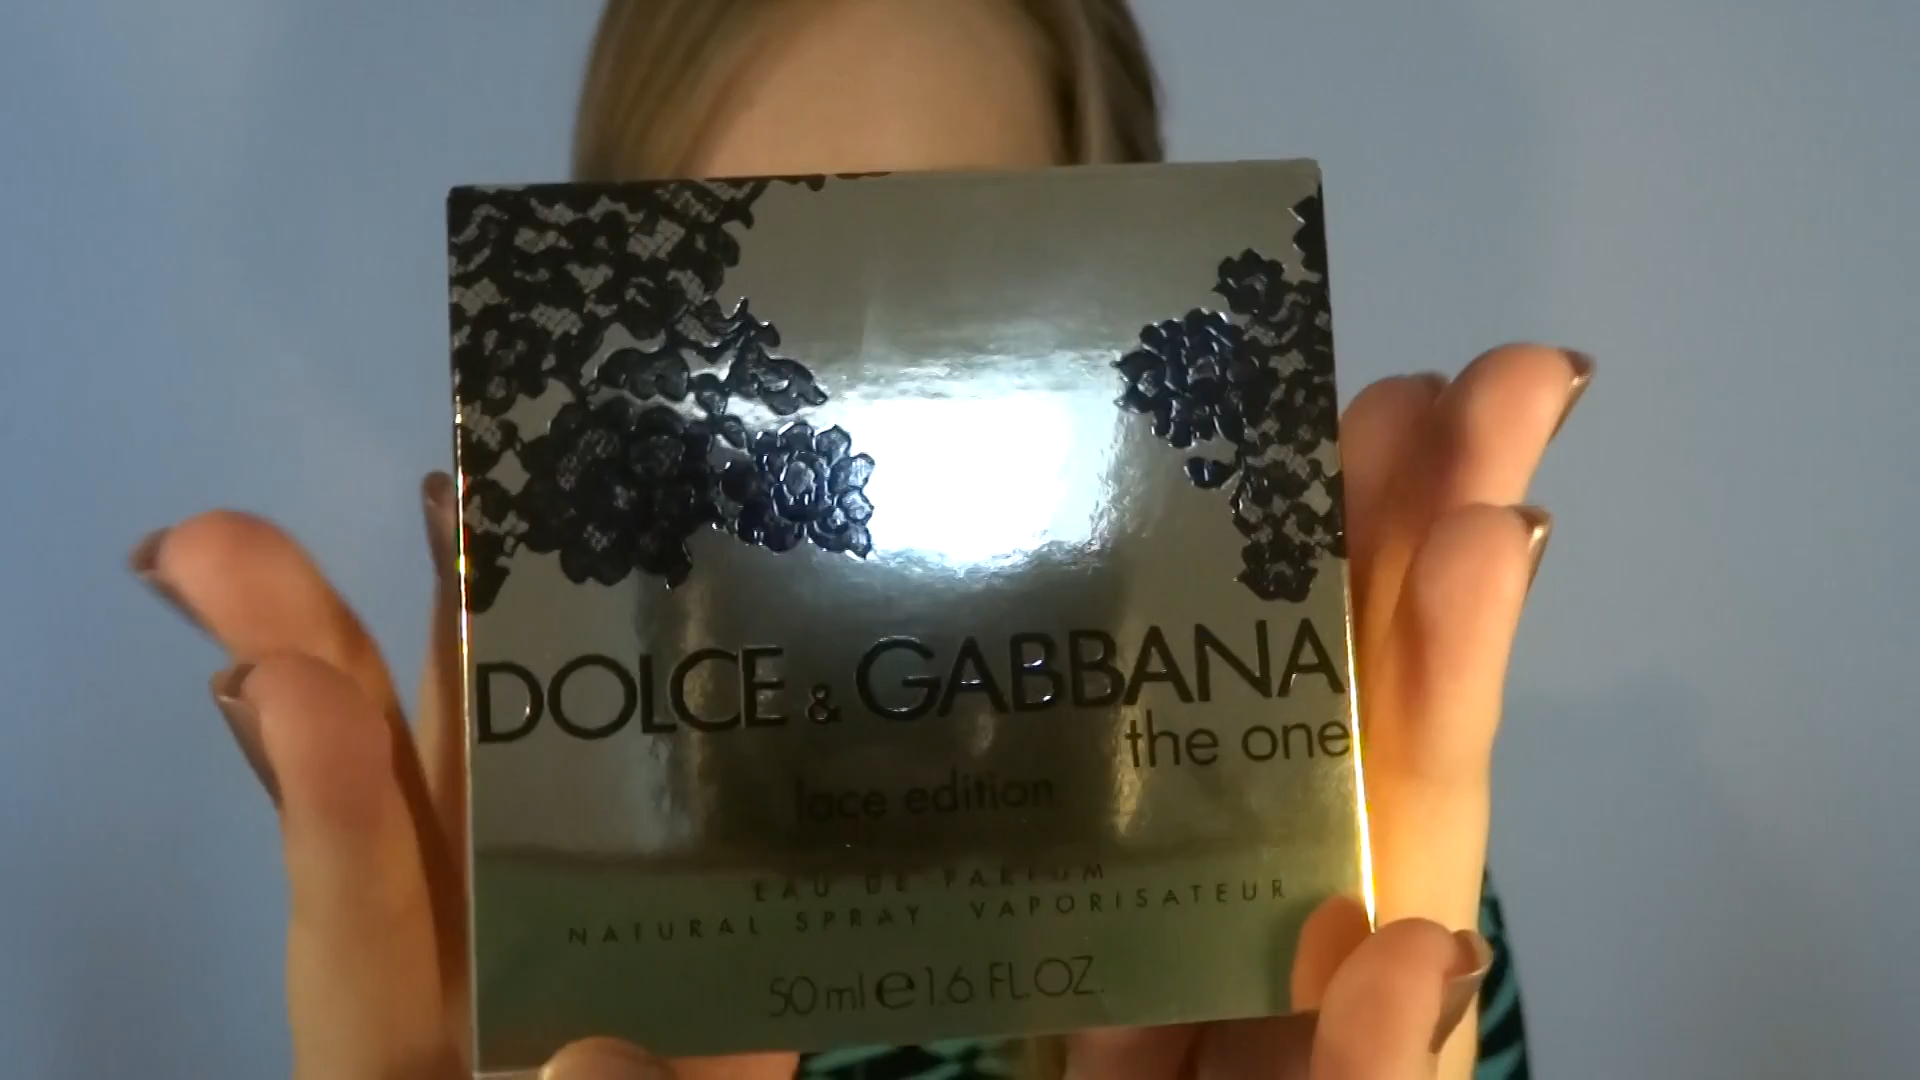 DOLCE & GABBANA
the one
lace edition
EAU DE PARFUM
NATURAL SPRAY VAPORISATEUR
50 ml e 1.6 FL.OZ.